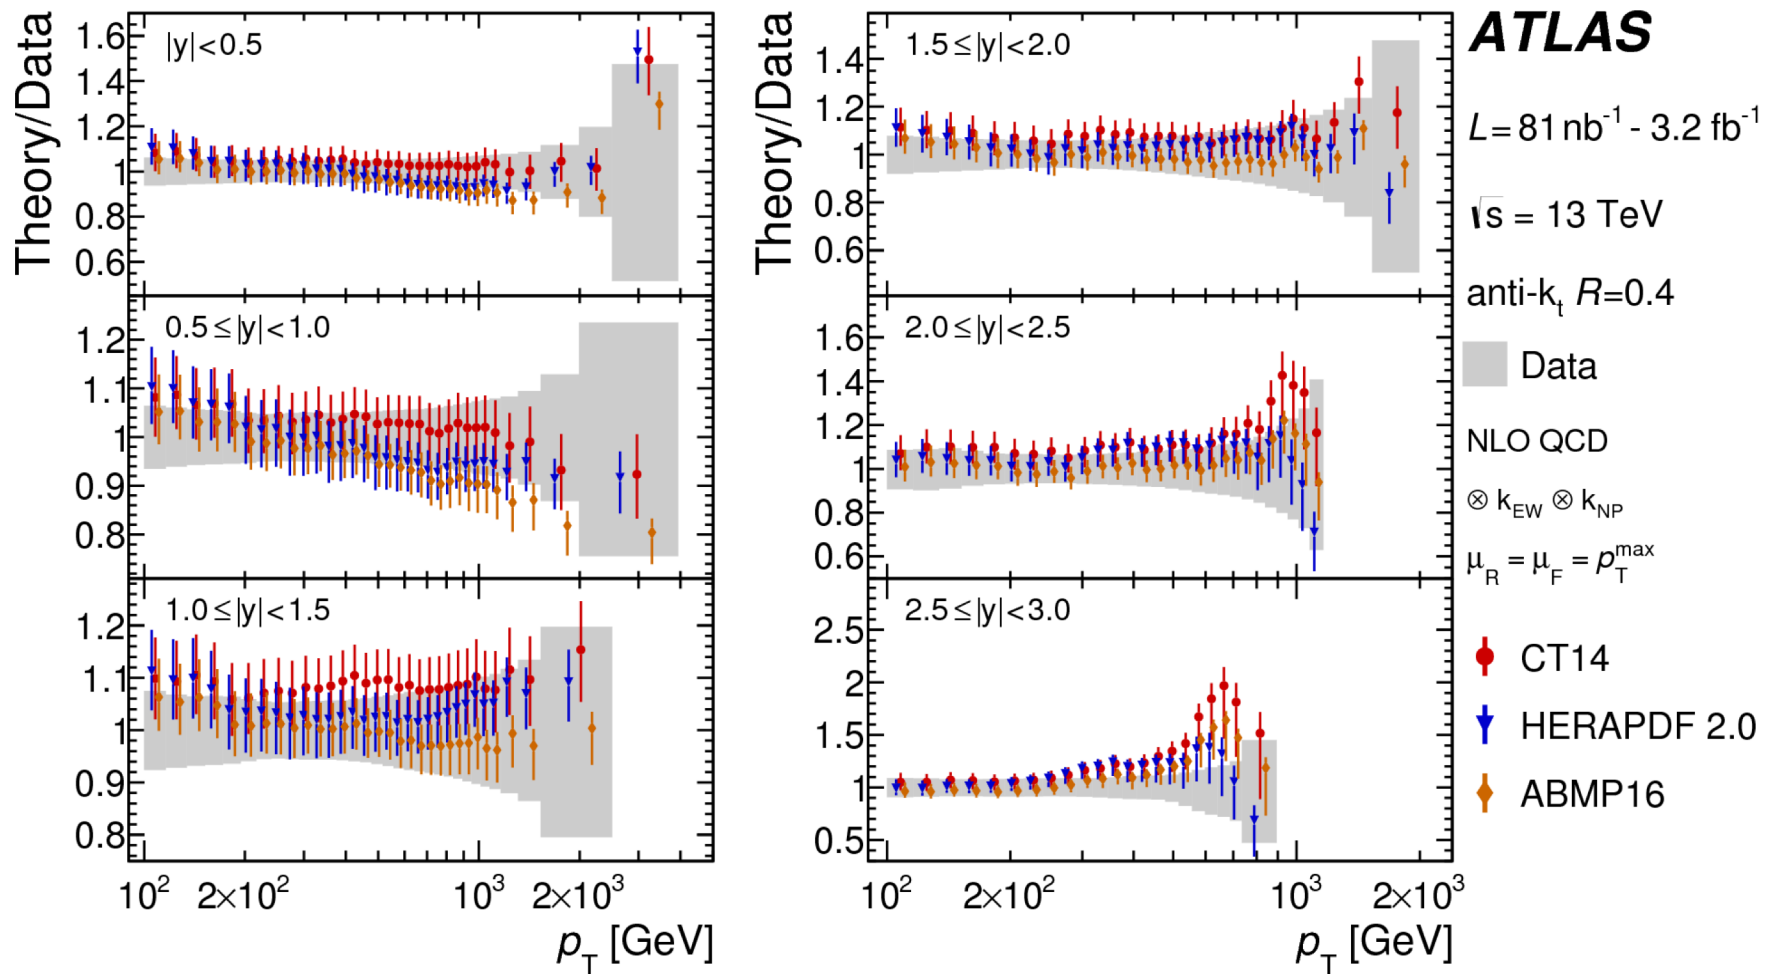 Theory/Data
1.6
1.4
1.2
1
0.8
0.6
|y|<0.5
1.2
1.1
1
0.9
0.8
0.5≤|y|<1.0
1.2
1.1
1
0.9
0.8
1.0≤|y|<1.5
10²
2×10²
10³
2×10³
p_T [GeV]
Theory/Data
1.4
1.2
1
0.8
0.6
1.5≤|y|<2.0
1.6
1.4
1.2
1
0.8
0.6
2.0≤|y|<2.5
2.5
2
1.5
1
0.5
2.5≤|y|<3.0
10²
2×10²
10³
2×10³
p_T [GeV]
ATLAS
L=81 nb⁻¹ - 3.2 fb⁻¹
√s = 13 TeV
anti-k_t R=0.4
Data
NLO QCD
⊗ k_EW ⊗ k_NP
μ_R = μ_F = p_T^max
CT14
HERAPDF 2.0
ABMP16